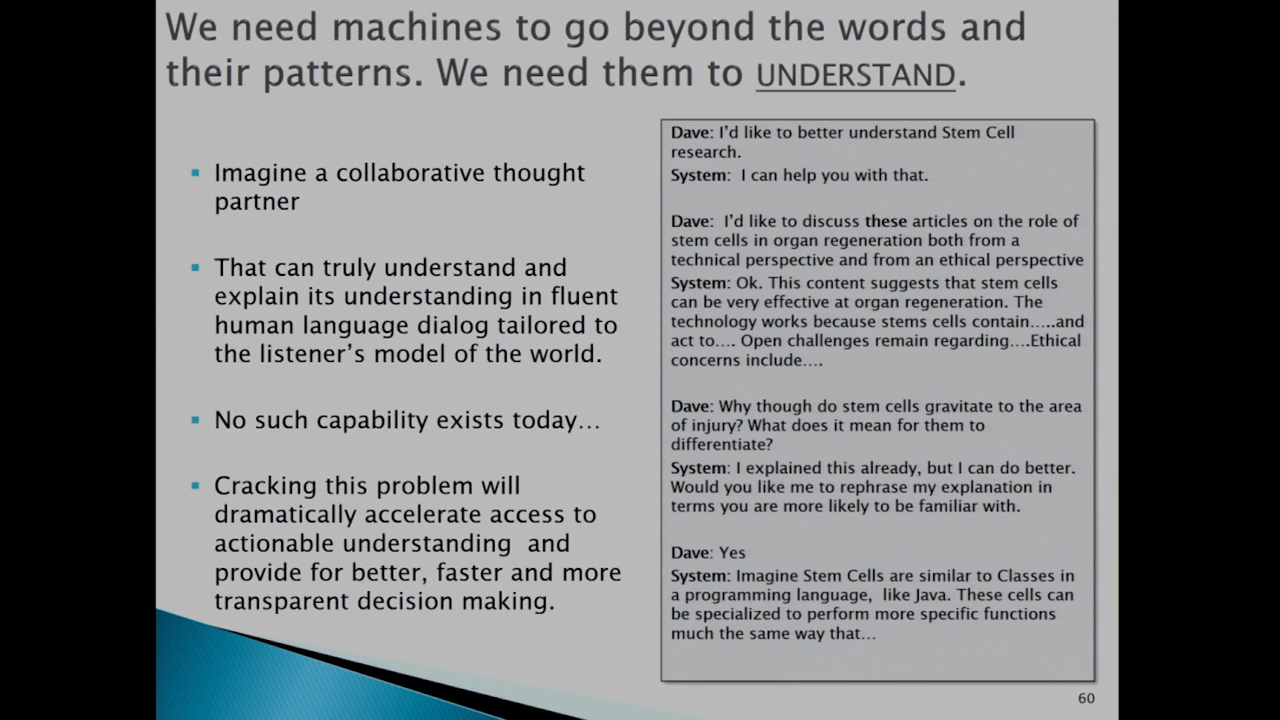 We need machines to go beyond the words and
their patterns. We need them to UNDERSTAND.
Imagine a collaborative thought
partner
That can truly understand and
explain its understanding in fluent
human language dialog tailored to
the listener's model of the world.
No such capability exists today…
Cracking this problem will
dramatically accelerate access to
actionable understanding and
provide for better, faster and more
transparent decision making.
Dave: I'd like to better understand Stem Cell
research.
System: I can help you with that.
Dave: I'd like to discuss these articles on the role of
stem cells in organ regeneration both from a
technical perspective and from an ethical perspective
System: Ok. This content suggests that stem cells
can be very effective at organ regeneration. The
technology works because stems cells contain…..and
act to…. Open challenges remain regarding….Ethical
concerns include….
Dave: Why though do stem cells gravitate to the area
of injury? What does it mean for them to
differentiate?
System: I explained this already, but I can do better.
Would you like me to rephrase my explanation in
terms you are more likely to be familiar with.
Dave: Yes
System: Imagine Stem Cells are similar to Classes in
a programming language, like Java. These cells can
be specialized to perform more specific functions
much the same way that…
60